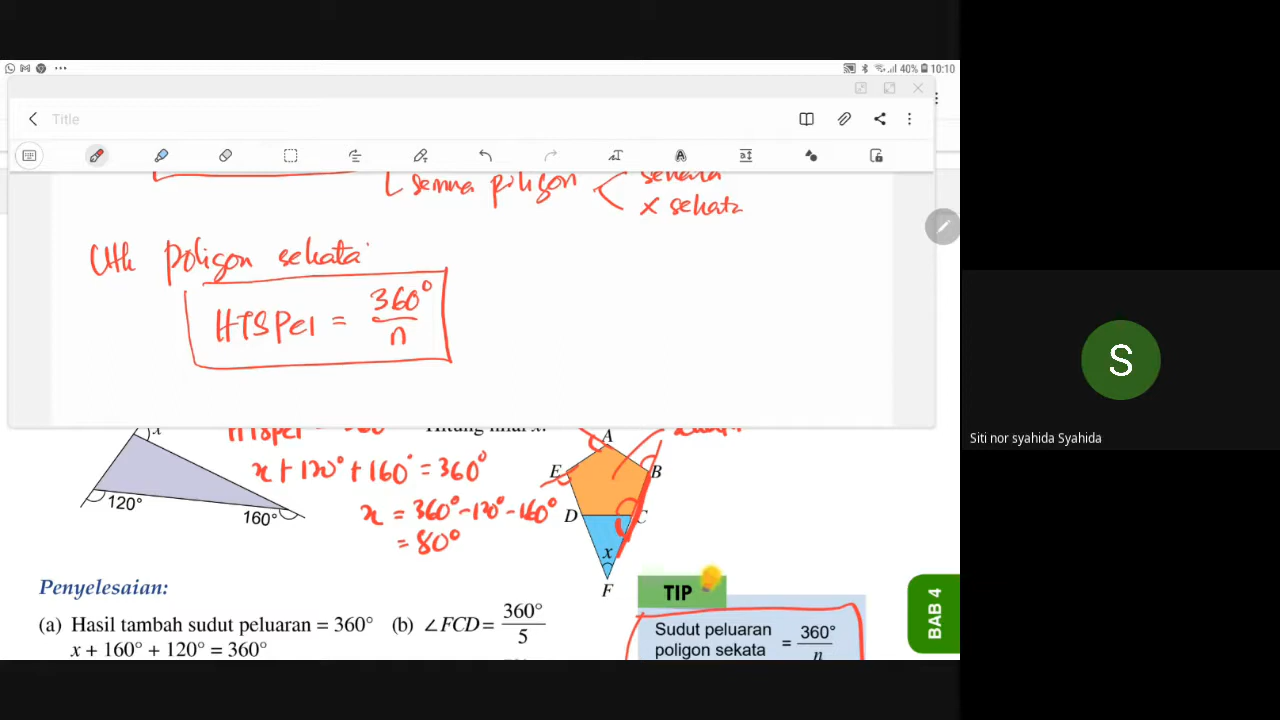 40% 10:10
Title
semua poligon
sekata
x sekata
Utk poligon sekata
HTSPel = 360°
n
x
HTSPel = 360
Hitung nilai x.
A
x + 120° + 160° = 360°
E
B
120°
160°
x = 360° - 120° - 160°
D
C
= 80°
x
F
S
Siti nor syahida Syahida
Penyelesaian:
TIP
BAB 4
(a) Hasil tambah sudut peluaran = 360°
x + 160° + 120° = 360°
(b) ∠FCD = 360°
5
Sudut peluaran
poligon sekata = 360°
n